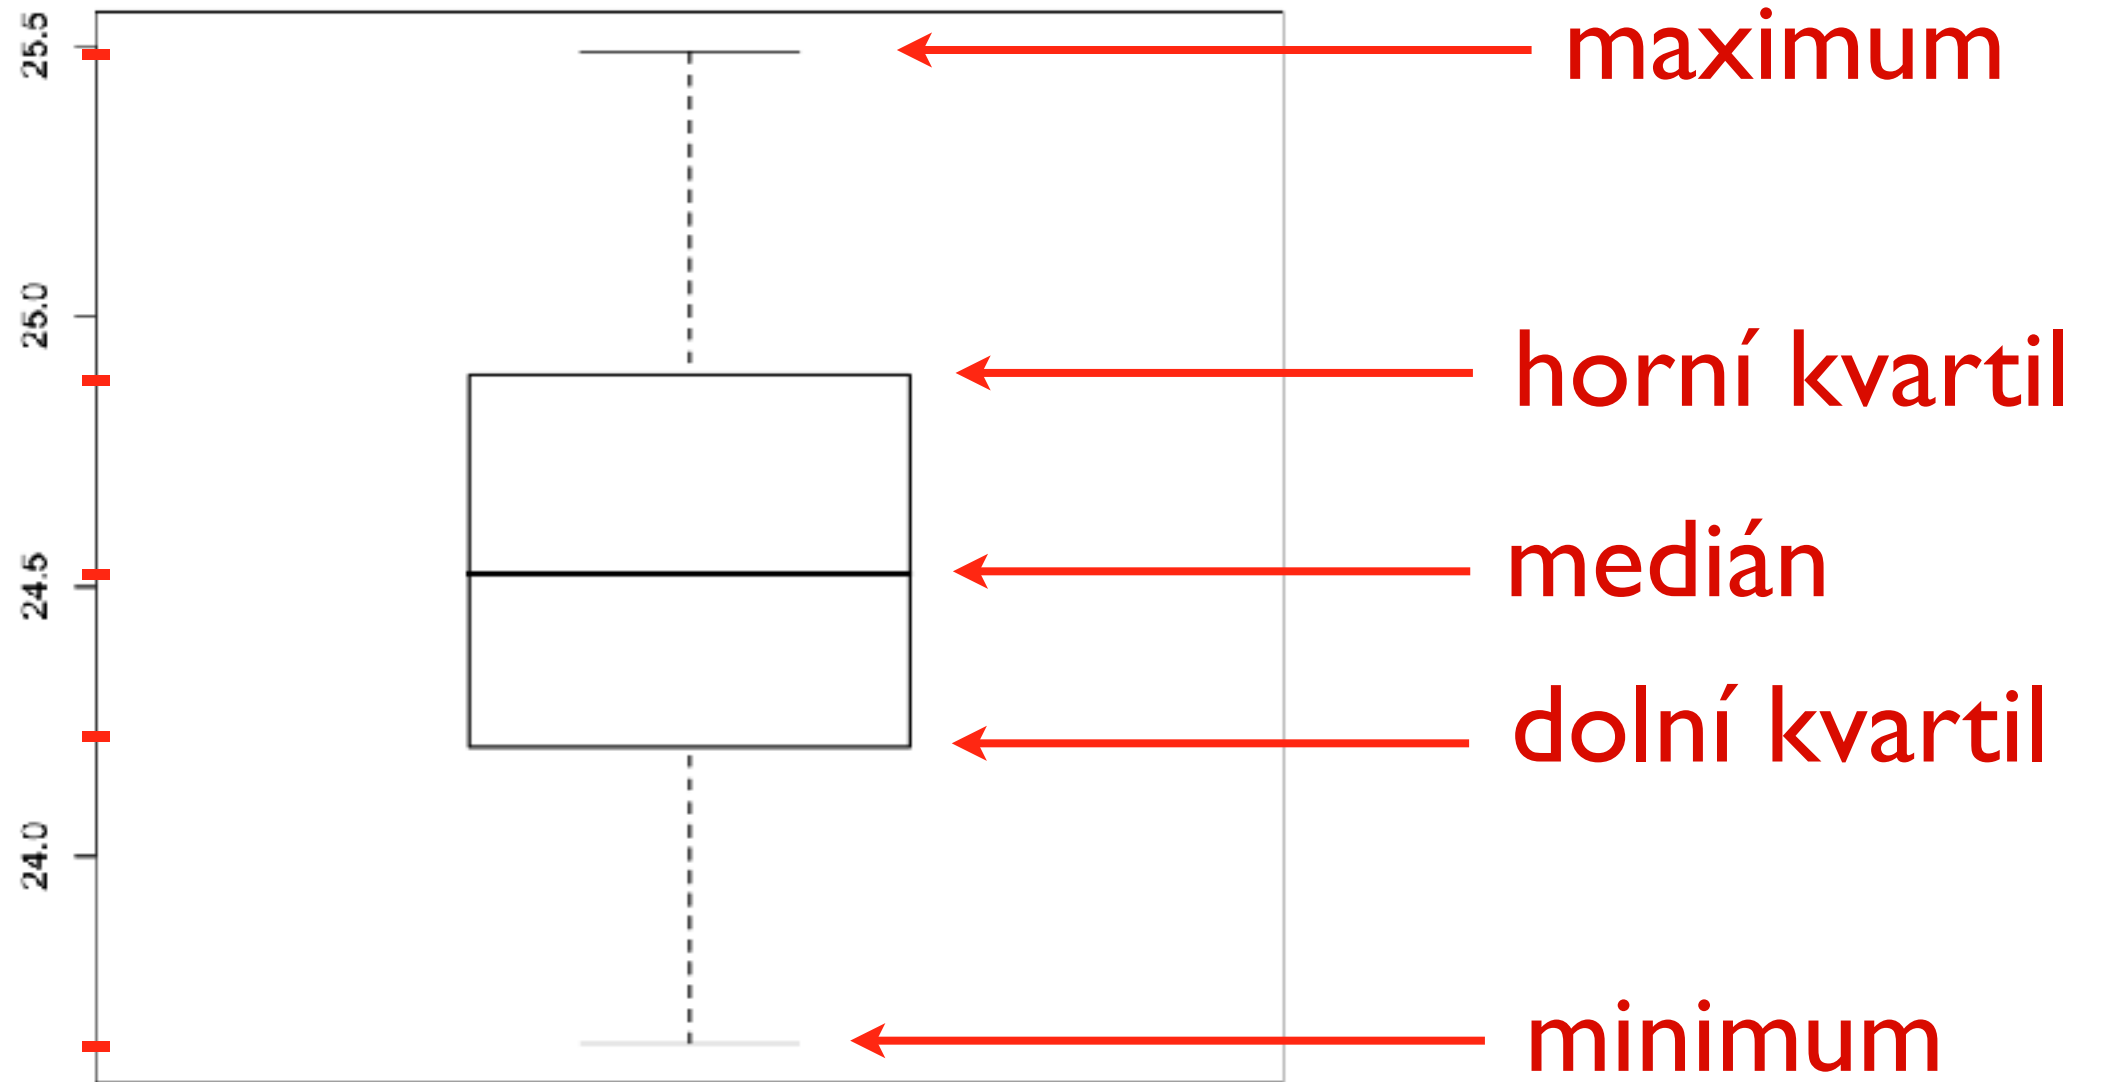 25.5
maximum
25.0
horní kvartil
24.5
medián
dolní kvartil
24.0
minimum